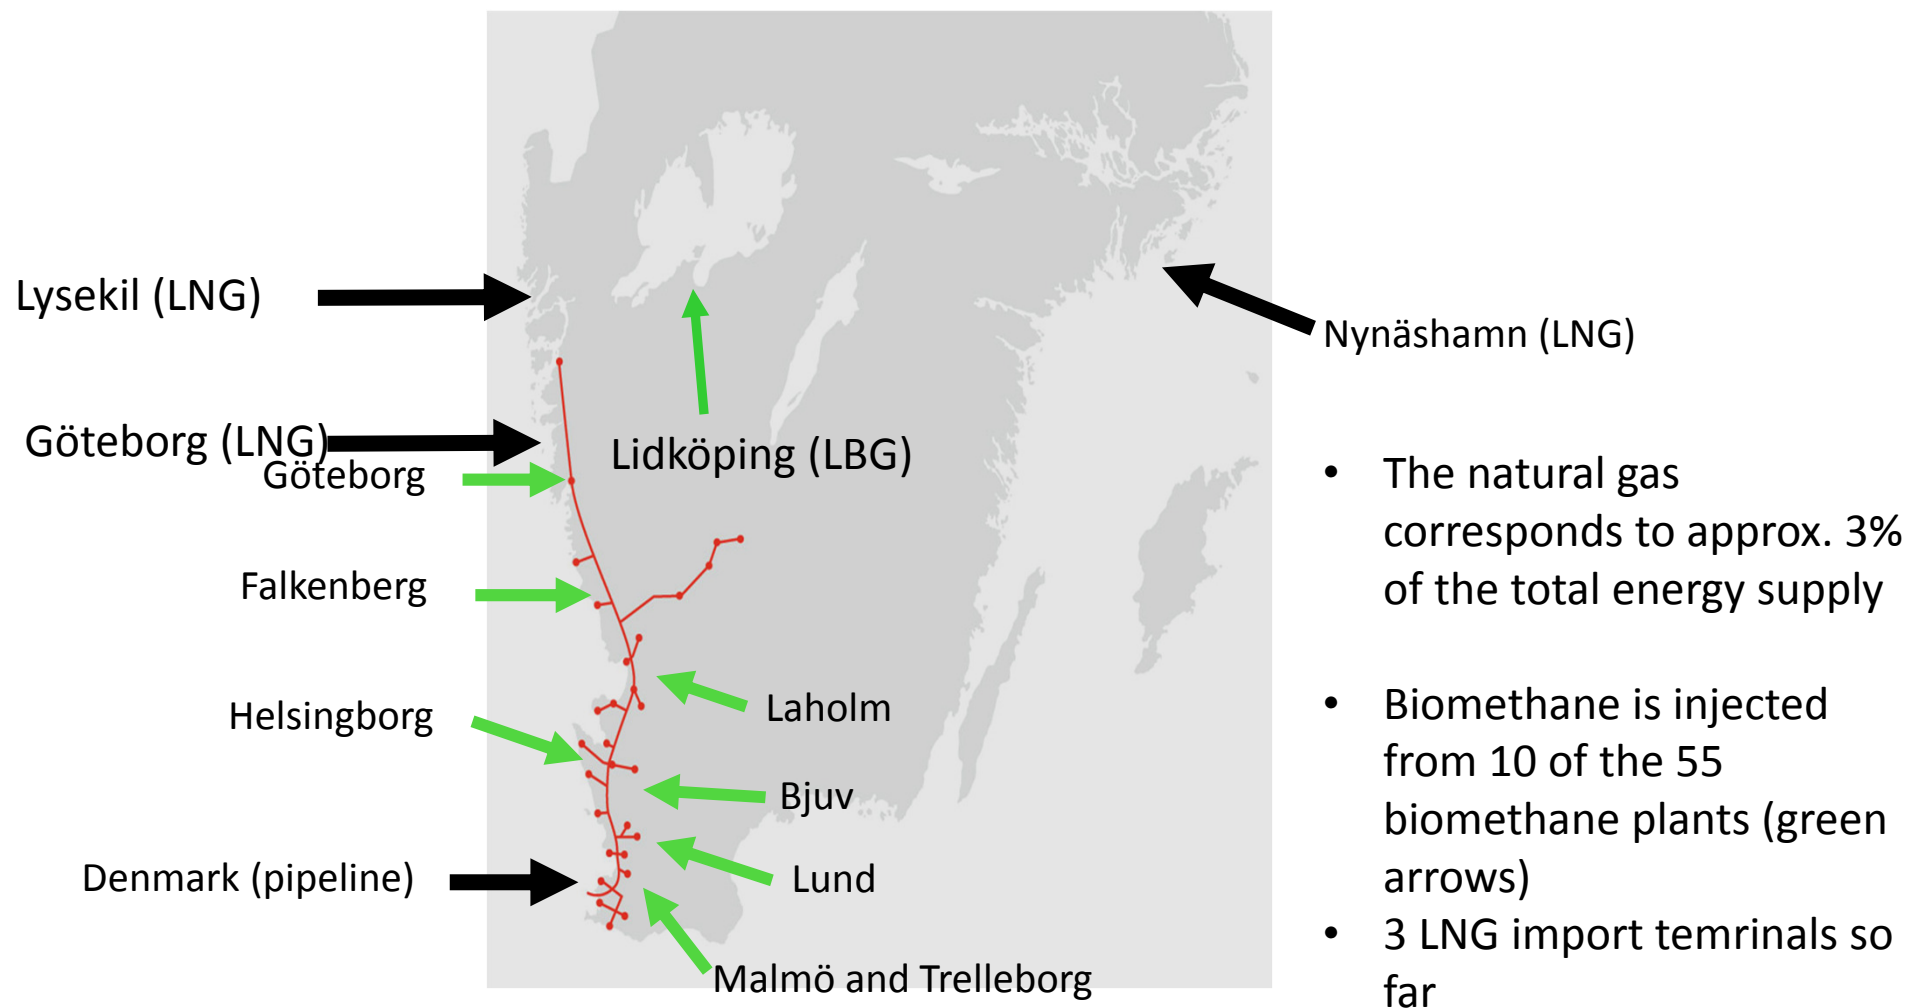 Lysekil (LNG)
Nynäshamn (LNG)
Göteborg (LNG)
Göteborg
Lidköping (LBG)
Falkenberg
Helsingborg
Laholm
Bjuv
Denmark (pipeline)
Lund
Malmö and Trelleborg
• The natural gas
corresponds to approx. 3%
of the total energy supply
• Biomethane is injected
from 10 of the 55
biomethane plants (green
arrows)
• 3 LNG import temrinals so
far